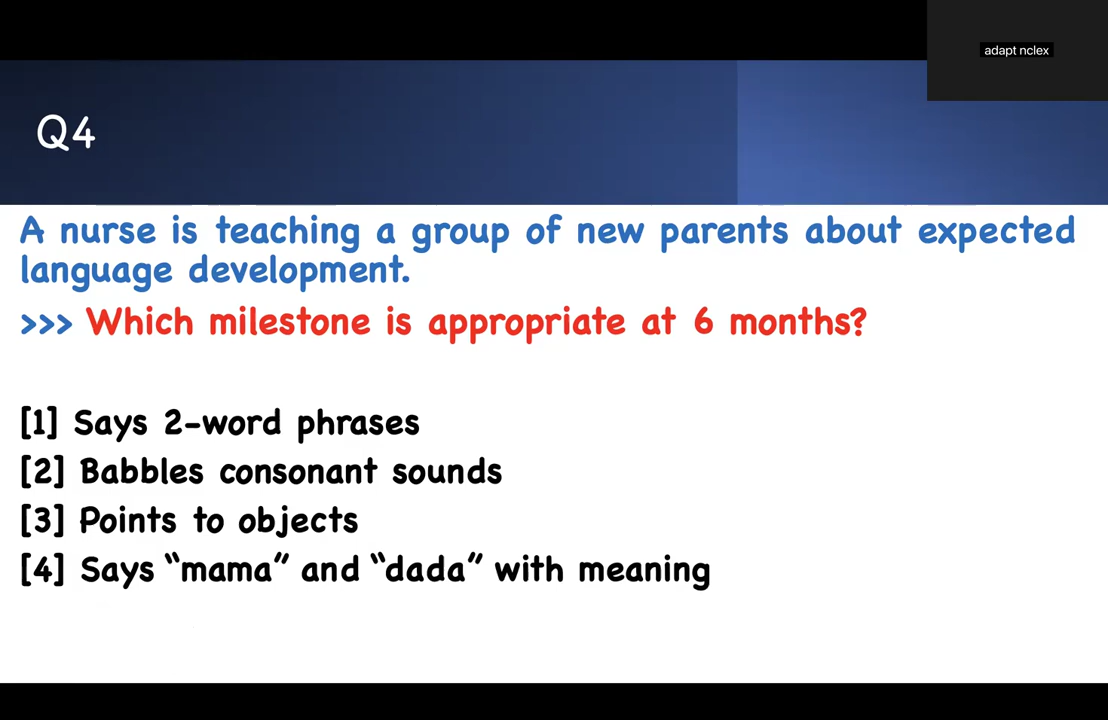 adapt nclex
Q4
A nurse is teaching a group of new parents about expected
language development.
>>> Which milestone is appropriate at 6 months?
[1] Says 2-word phrases
[2] Babbles consonant sounds
[3] Points to objects
[4] Says “mama” and “dada” with meaning